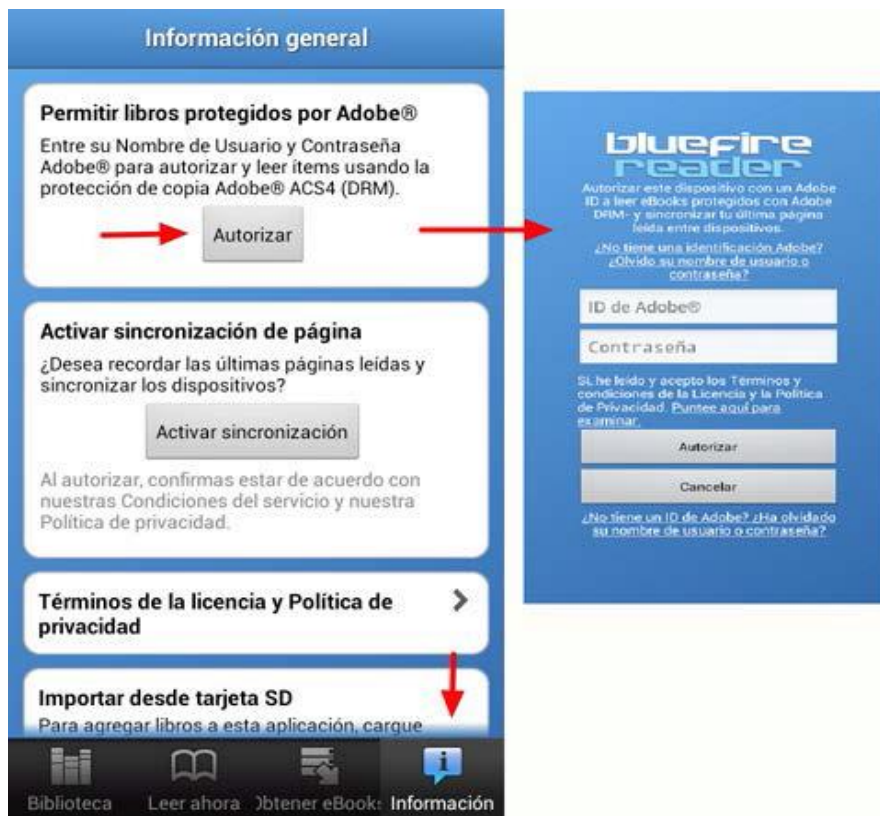 Información general
Permitir libros protegidos por Adobe®
Entre su Nombre de Usuario y Contraseña
Adobe® para autorizar y leer ítems usando la
protección de copia Adobe® ACS4 (DRM).
Autorizar
Activar sincronización de página
¿Desea recordar las últimas páginas leídas y
sincronizar los dispositivos?
Activar sincronización
Al autorizar, confirmas estar de acuerdo con
nuestras Condiciones del servicio y nuestra
Política de privacidad.
Términos de la licencia y Política de
privacidad
Importar desde tarjeta SD
Para agregar libros a esta aplicación, cargue
Biblioteca
Leer ahora
Obtener eBook
Información
bluefire
reader
Autorizar este dispositivo con un Adobe
ID a leer eBooks protegidos con Adobe
DRM- y sincronizar tu última página
leída entre dispositivos.
¿No tiene una identificación Adobe?
¿Olvido su nombre de usuario o
contraseña?
ID de Adobe®
Contraseña
Sí, he leído y acepto los Términos y
condiciones de la Licencia y la Política
de Privacidad. Puntee aquí para
examinar.
Autorizar
Cancelar
¿No tiene un ID de Adobe? ¿Ha olvidado
su nombre de usuario o contraseña?